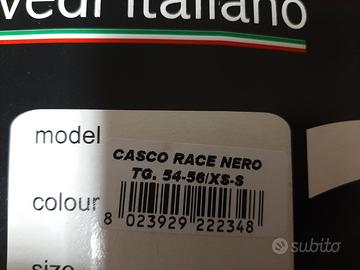 vedi italiano
model
CASCO RACE NERO
TG. 54-56/XS-S
colour
8 023929 222348
size
subito